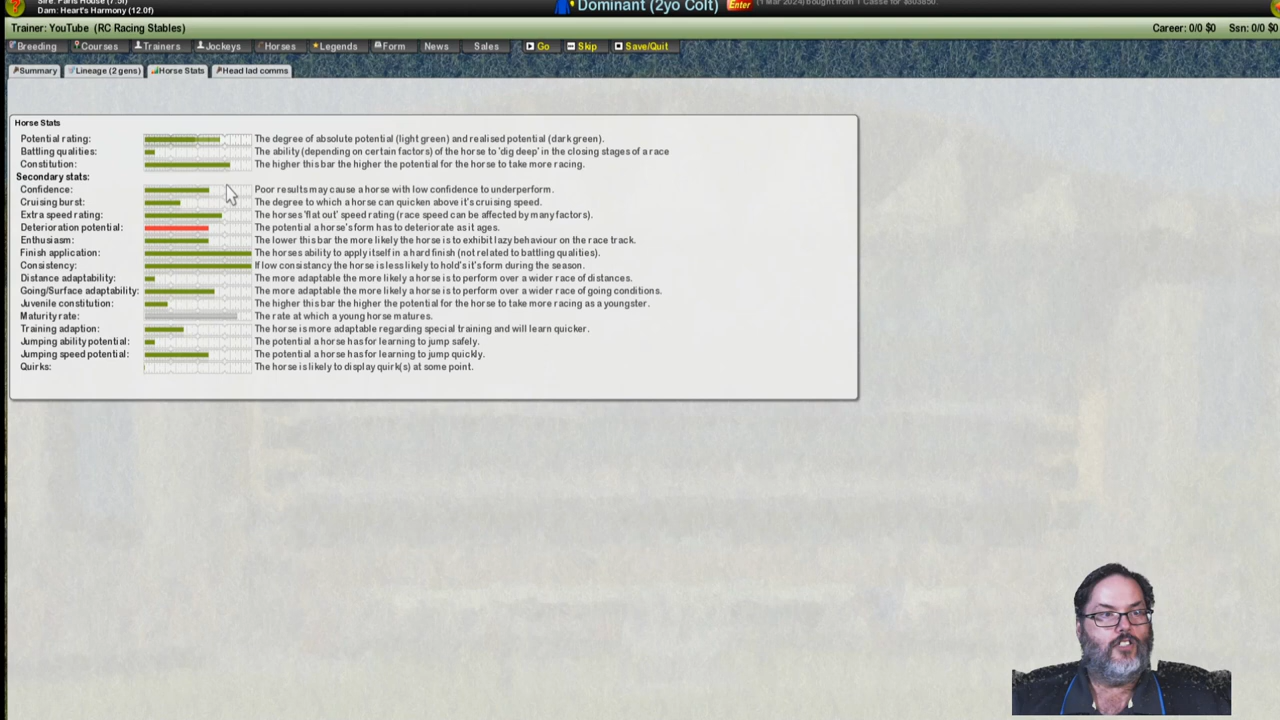 Sire: Paris House (7.5f)
Dam: Heart's Harmony (12.0f)
Dominant (2yo Colt)
Enter
(1 Mar 2024) bought from T Casse for
Trainer: YouTube (RC Racing Stables)
Career: 0/0 $0 Ssn: 0/0 $0
Breeding Courses Trainers Jockeys Horses Legends Form News Sales Go Skip Save/Quit
Summary Lineage (2 gens) Horse Stats Head lad comms
Horse Stats
Potential rating: The degree of absolute potential (light green) and realised potential (dark green).
Battling qualities: The ability (depending on certain factors) of the horse to 'dig deep' in the closing stages of a race
Constitution: The higher this bar the higher the potential for the horse to take more racing.
Secondary stats:
Confidence: Poor results may cause a horse with low confidence to underperform.
Cruising burst: The degree to which a horse can quicken above it's cruising speed.
Extra speed rating: The horses 'flat out' speed rating (race speed can be affected by many factors).
Deterioration potential: The potential a horse's form has to deteriorate as it ages.
Enthusiasm: The lower this bar the more likely the horse is to exhibit lazy behaviour on the race track.
Finish application: The horses ability to apply itself in a hard finish (not related to battling qualities).
Consistency: If low consistancy the horse is less likely to hold's it's form during the season.
Distance adaptability: The more adaptable the more likely a horse is to perform over a wider race of distances.
Going/Surface adaptability: The more adaptable the more likely a horse is to perform over a wider race of going conditions.
Juvenile constitution: The higher this bar the higher the potential for the horse to take more racing as a youngster.
Maturity rate: The rate at which a young horse matures.
Training adaption: The horse is more adaptable regarding special training and will learn quicker.
Jumping ability potential: The potential a horse has for learning to jump safely.
Jumping speed potential: The potential a horse has for learning to jump quickly.
Quirks: The horse is likely to display quirk(s) at some point.